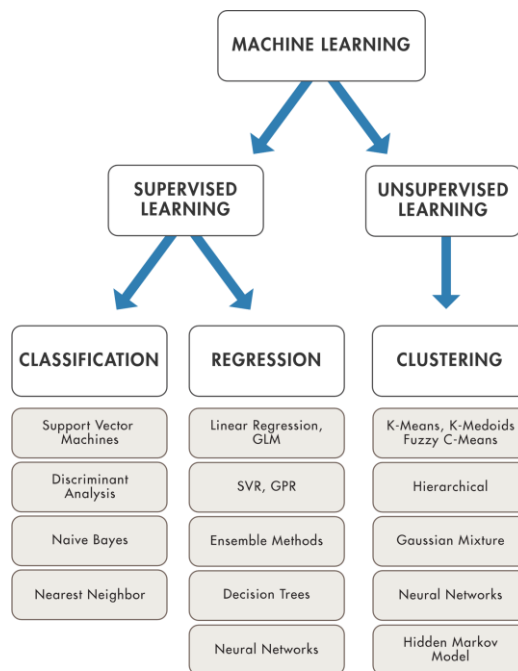 MACHINE LEARNING
SUPERVISED
LEARNING
UNSUPERVISED
LEARNING
CLASSIFICATION
REGRESSION
CLUSTERING
Support Vector
Machines
Discriminant
Analysis
Naive Bayes
Nearest Neighbor
Linear Regression,
GLM
SVR, GPR
Ensemble Methods
Decision Trees
Neural Networks
K-Means, K-Medoids
Fuzzy C-Means
Hierarchical
Gaussian Mixture
Neural Networks
Hidden Markov
Model